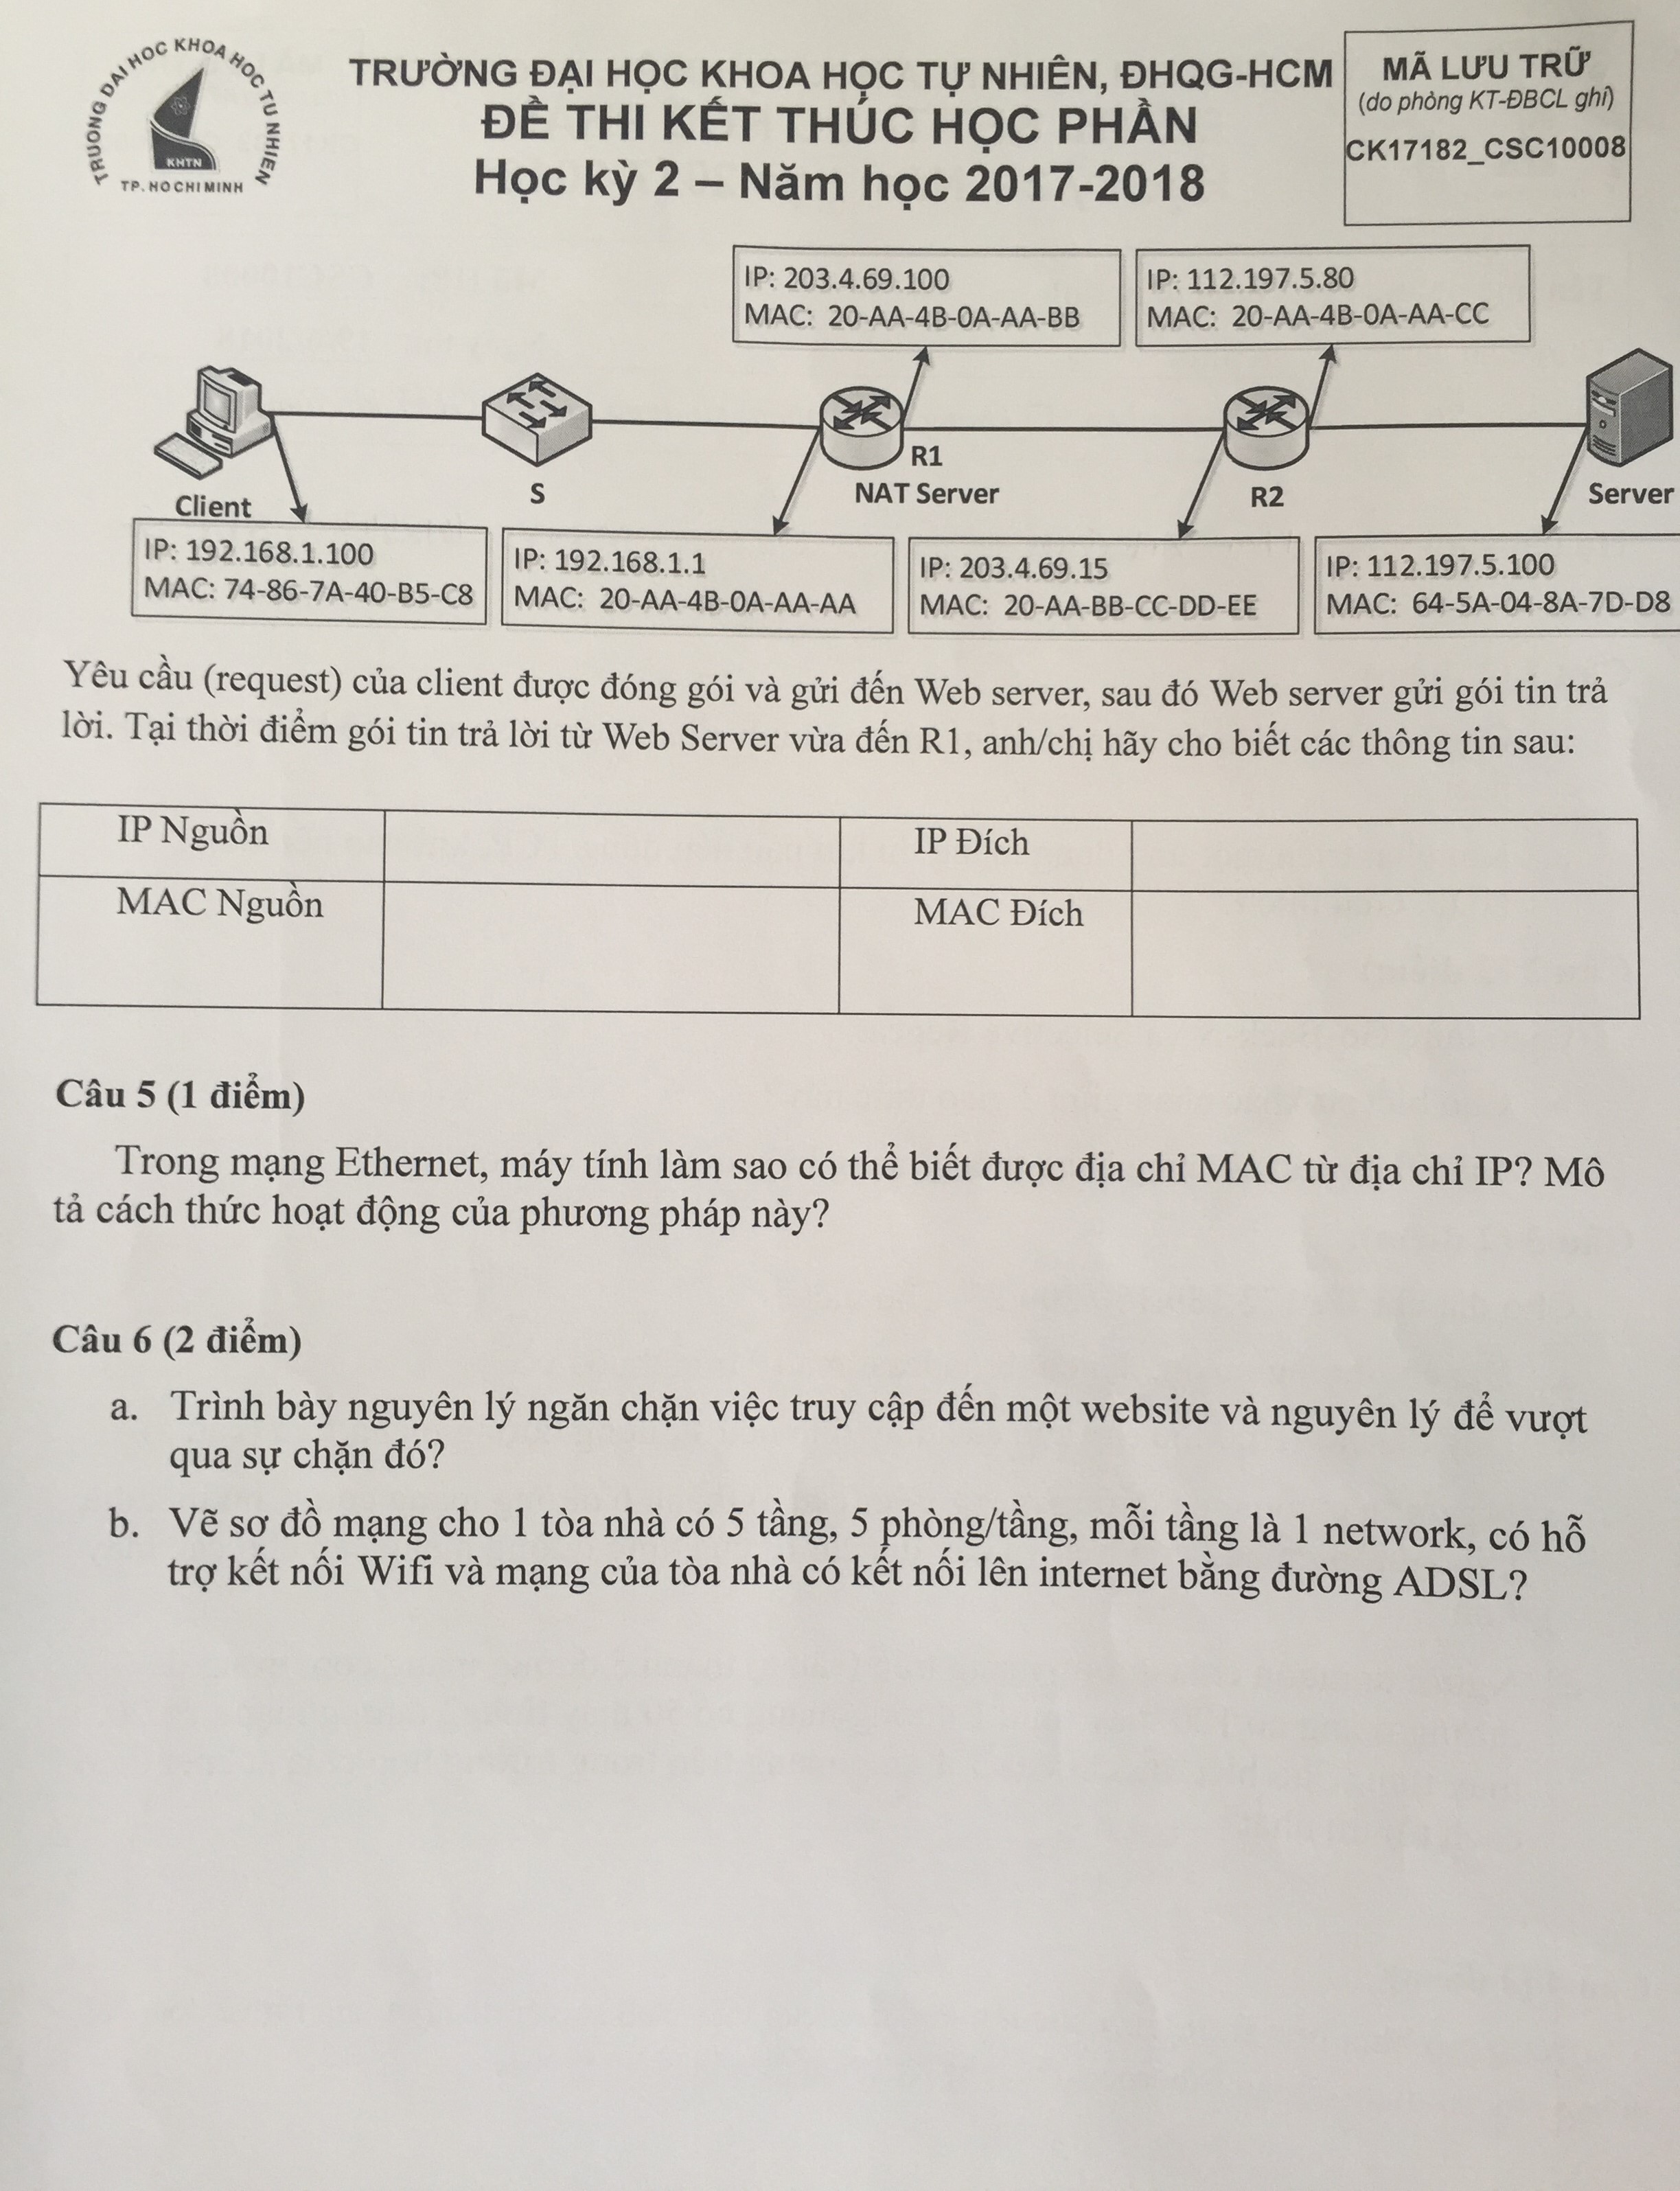 TRUONG DAI HOC KHOA HOC TU NHIEN
KHTN
TP. HO CHI MINH
TRƯỜNG ĐẠI HỌC KHOA HỌC TỰ NHIÊN, ĐHQG-HCM
ĐỀ THI KẾT THÚC HỌC PHẦN
Học kỳ 2 – Năm học 2017-2018
MÃ LƯU TRỮ
(do phòng KT-ĐBCL ghi)
CK17182_CSC10008
IP: 203.4.69.100
MAC: 20-AA-4B-0A-AA-BB
IP: 112.197.5.80
MAC: 20-AA-4B-0A-AA-CC
Client
S
R1
NAT Server
R2
Server
IP: 192.168.1.100
MAC: 74-86-7A-40-B5-C8
IP: 192.168.1.1
MAC: 20-AA-4B-0A-AA-AA
IP: 203.4.69.15
MAC: 20-AA-BB-CC-DD-EE
IP: 112.197.5.100
MAC: 64-5A-04-8A-7D-D8
Yêu cầu (request) của client được đóng gói và gửi đến Web server, sau đó Web server gửi gói tin trả
lời. Tại thời điểm gói tin trả lời từ Web Server vừa đến R1, anh/chị hãy cho biết các thông tin sau:
IP Nguồn
IP Đích
MAC Nguồn
MAC Đích
Câu 5 (1 điểm)
Trong mạng Ethernet, máy tính làm sao có thể biết được địa chỉ MAC từ địa chỉ IP? Mô
tả cách thức hoạt động của phương pháp này?
Câu 6 (2 điểm)
a. Trình bày nguyên lý ngăn chặn việc truy cập đến một website và nguyên lý để vượt
qua sự chặn đó?
b. Vẽ sơ đồ mạng cho 1 tòa nhà có 5 tầng, 5 phòng/tầng, mỗi tầng là 1 network, có hỗ
trợ kết nối Wifi và mạng của tòa nhà có kết nối lên internet bằng đường ADSL?